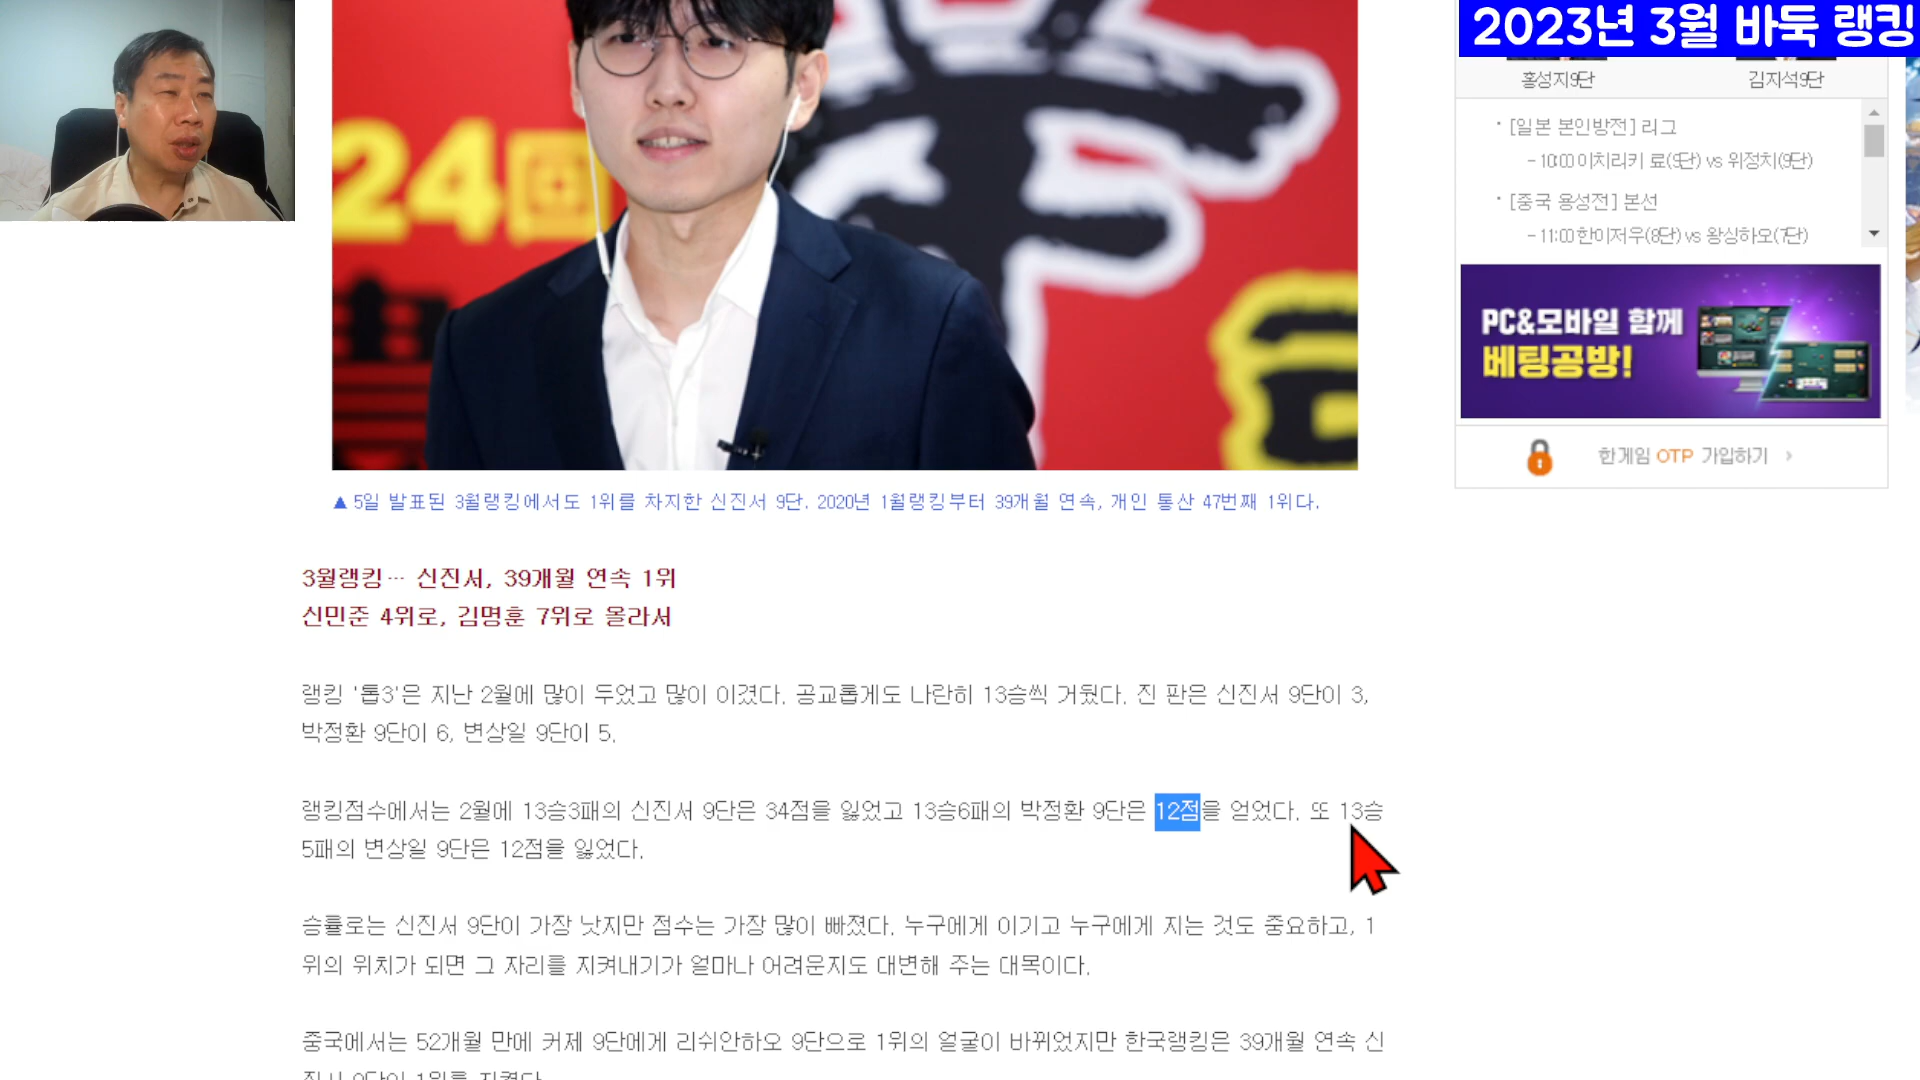 2023년 3월 바둑 랭킹
24回
홍성지9단
김지석9단
[일본 본인방전] 리그
- 10:00 이치리키 료(9단) vs 위정치(9단)
[중국 용성전] 본선
- 11:00 한이저우(8단) vs 왕싱하오(7단)
PC&모바일 함께
베팅공방!
한게임 OTP 가입하기 >
▲ 5일 발표된 3월랭킹에서도 1위를 차지한 신진서 9단. 2020년 1월랭킹부터 39개월 연속, 개인 통산 47번째 1위다.
3월랭킹… 신진서, 39개월 연속 1위
신민준 4위로, 김명훈 7위로 올라서
랭킹 '톱3'은 지난 2월에 많이 두었고 많이 이겼다. 공교롭게도 나란히 13승씩 거뒀다. 진 판은 신진서 9단이 3,
박정환 9단이 6, 변상일 9단이 5.
랭킹점수에서는 2월에 13승3패의 신진서 9단은 34점을 잃었고 13승6패의 박정환 9단은 12점을 얻었다. 또 13승
5패의 변상일 9단은 12점을 잃었다.
승률로는 신진서 9단이 가장 낫지만 점수는 가장 많이 빠졌다. 누구에게 이기고 누구에게 지는 것도 중요하고, 1
위의 위치가 되면 그 자리를 지켜내기가 얼마나 어려운지도 대변해 주는 대목이다.
중국에서는 52개월 만에 커제 9단에게 리쉬안하오 9단으로 1위의 얼굴이 바뀌었지만 한국랭킹은 39개월 연속 신
진서 9단이 1위를 지켰다.